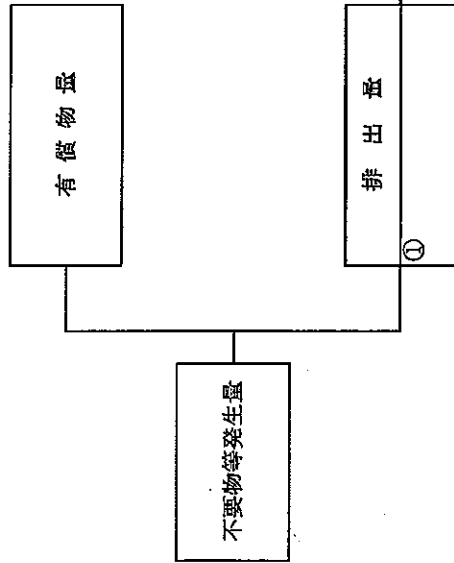 有償物量
不要物等発生量
排出量
①